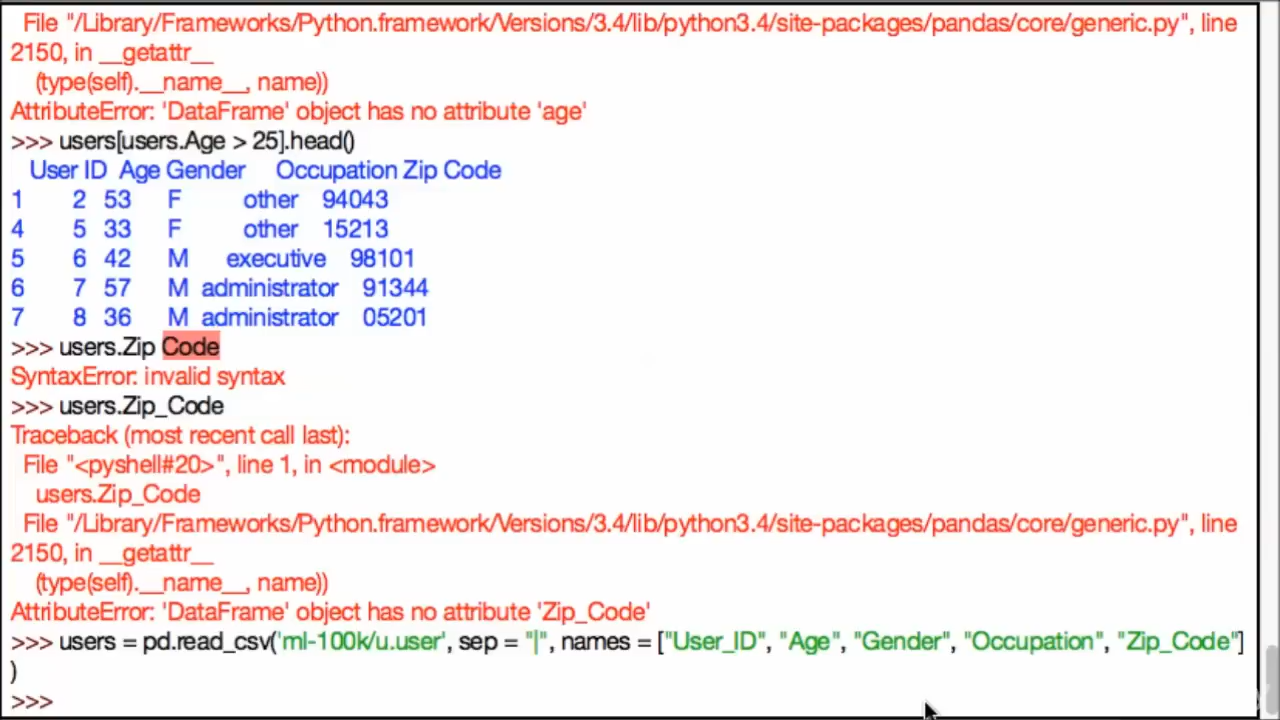 File "/Library/Frameworks/Python.framework/Versions/3.4/lib/python3.4/site-packages/pandas/core/generic.py", line
2150, in __getattr__
(type(self).__name__, name))
AttributeError: 'DataFrame' object has no attribute 'age'
>>> users[users.Age > 25].head()
User ID Age Gender Occupation Zip Code
1 2 53 F other 94043
4 5 33 F other 15213
5 6 42 M executive 98101
6 7 57 M administrator 91344
7 8 36 M administrator 05201
>>> users.Zip Code
SyntaxError: invalid syntax
>>> users.Zip_Code
Traceback (most recent call last):
File "<pyshell#20>", line 1, in <module>
users.Zip_Code
File "/Library/Frameworks/Python.framework/Versions/3.4/lib/python3.4/site-packages/pandas/core/generic.py", line
2150, in __getattr__
(type(self).__name__, name))
AttributeError: 'DataFrame' object has no attribute 'Zip_Code'
>>> users = pd.read_csv('ml-100k/u.user', sep = "|", names = ["User_ID", "Age", "Gender", "Occupation", "Zip_Code"]
)
>>>